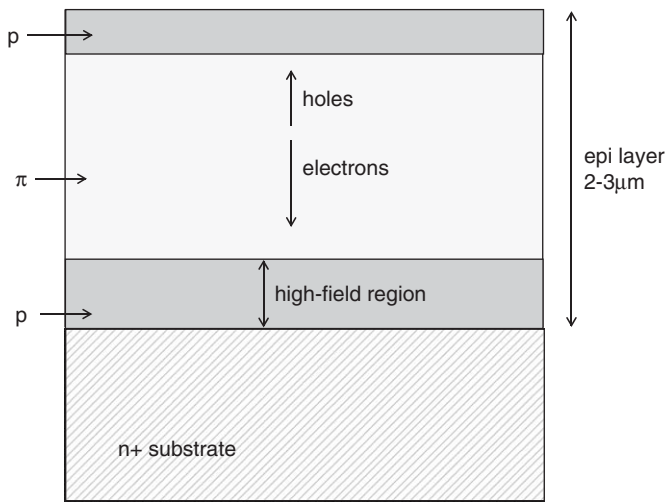 p
holes
electrons
π
epi layer
2-3μm
high-field region
p
n+ substrate